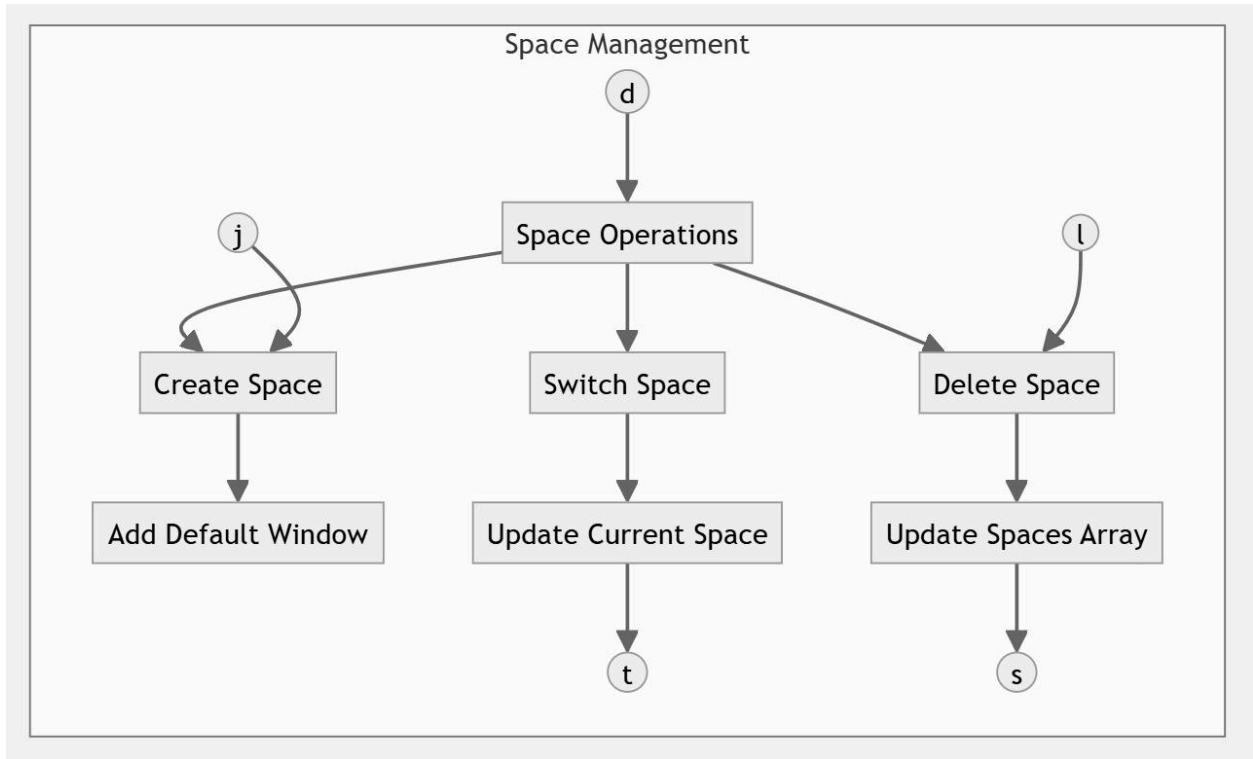 Space Management
d
j
Space Operations
l
Create Space
Switch Space
Delete Space
Add Default Window
Update Current Space
Update Spaces Array
t
s